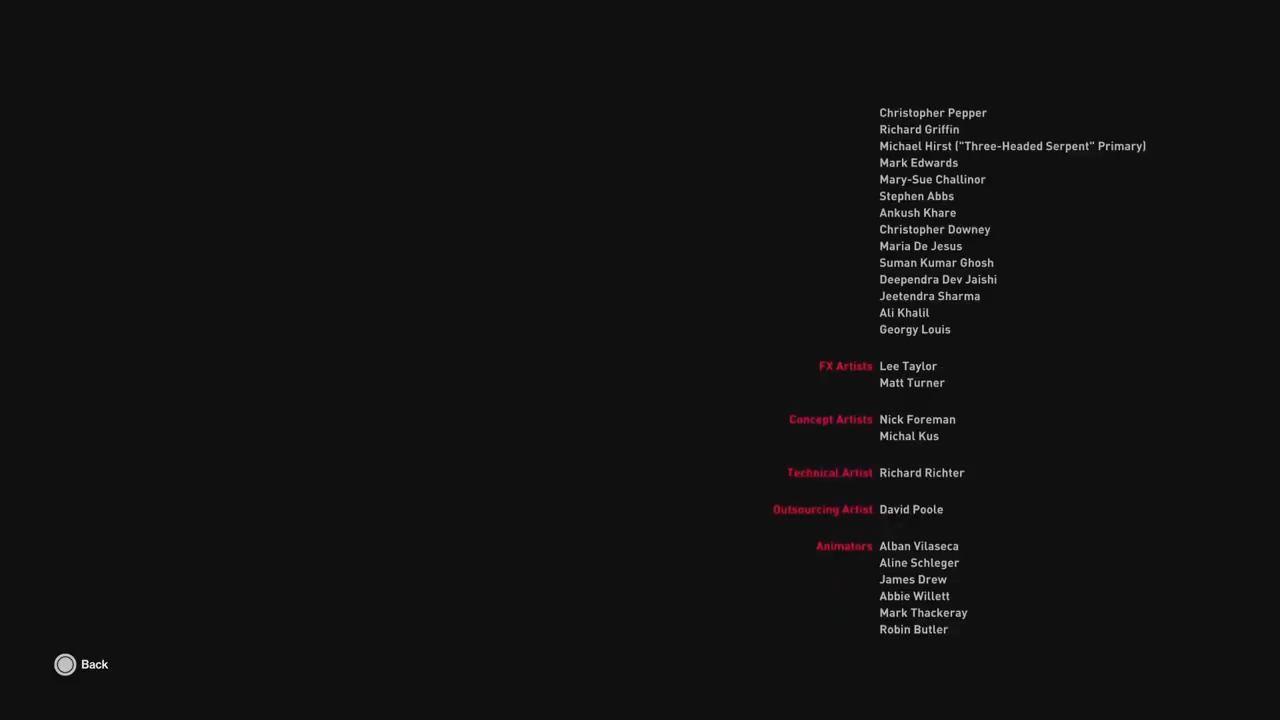 Christopher Pepper
Richard Griffin
Michael Hirst ("Three-Headed Serpent" Primary)
Mark Edwards
Mary-Sue Challinor
Stephen Abbs
Ankush Khare
Christopher Downey
Maria De Jesus
Suman Kumar Ghosh
Deependra Dev Jaishi
Jeetendra Sharma
Ali Khalil
Georgy Louis
FX Artists Lee Taylor
Matt Turner
Concept Artists Nick Foreman
Michal Kus
Technical Artist Richard Richter
Outsourcing Artist David Poole
Animators Alban Vilaseca
Aline Schleger
James Drew
Abbie Willett
Mark Thackeray
Robin Butler
Back